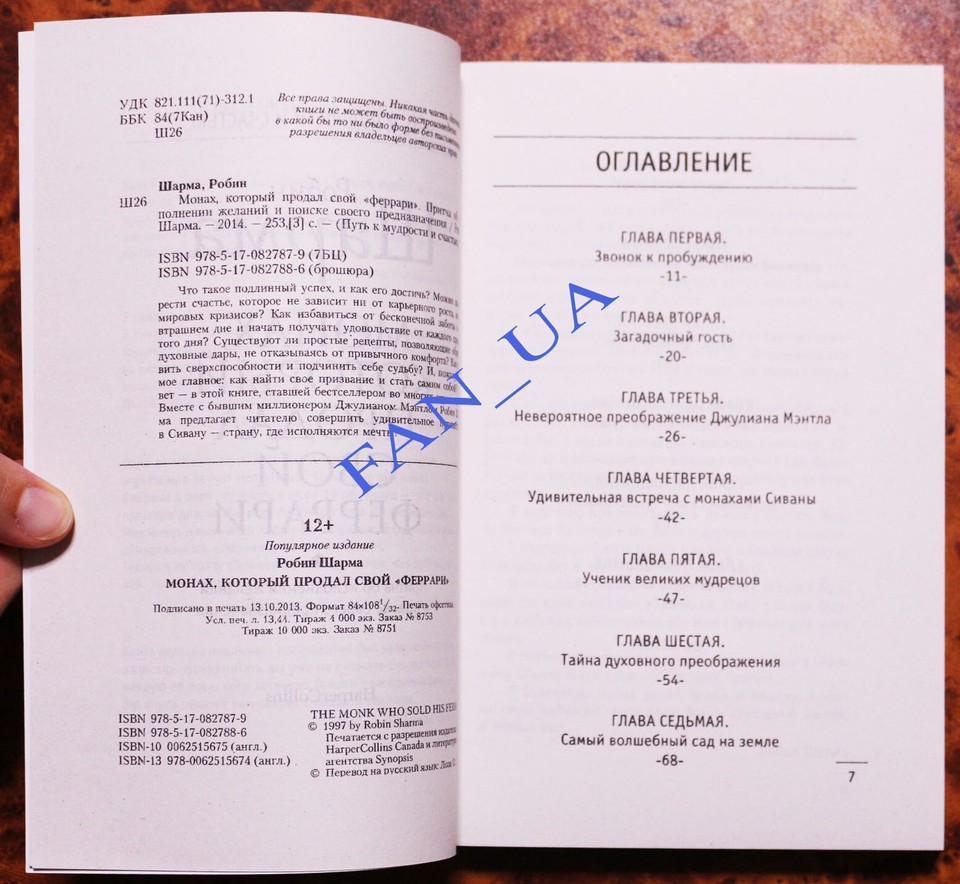 УДК 821.111(71)-312.1
ББК 84(7Кан)
Ш26
Все права защищены. Никакая часть
книги не может быть воспроизведена
в какой бы то ни было форме без
разрешения владельцев авторских прав
Шарма, Робин
Ш26 Монах, который продал свой «феррари». Притча
полнении желаний и поиске своего предназначения /
Шарма. — 2014. — 253,[3] с. — (Путь к мудрости и
ISBN 978-5-17-082787-9 (7БЦ)
ISBN 978-5-17-082788-6 (брошюра)
Что такое подлинный успех, и как его достичь?
рести счастье, которое не зависит ни от карьерного роста,
мировых кризисов? Как избавиться от бесконечной
втрашнем дне и начать получать удовольствие от каждого
того дня? Существуют ли простые рецепты,
духовные дары, не отказываясь от привычного комфорта?
вить сверхспособности и подчинить себе судьбу? И,
мое главное: как найти свое призвание и стать самим
вет — в этой книге, ставшей бестселлером во
Вместе с бывшим миллионером Джулианом
ма предлагает читателю совершить удивительное
в Сивану — страну, где исполняются
12+
Популярное издание
Робин Шарма
МОНАХ, КОТОРЫЙ ПРОДАЛ СВОЙ «ФЕРРАРИ»
Подписано в печать 13.10.2013. Формат 84×108 1/32. Печать
Усл. печ. л. 13,44. Тираж 4 000 экз. Заказ № 8753
Тираж 10 000 экз. Заказ № 8751
ISBN 978-5-17-082787-9
ISBN 978-5-17-082788-6
ISBN-10 0062515675 (англ.)
ISBN-13 978-0062515674 (англ.)
THE MONK WHO SOLD HIS
© 1997 by Robin Sharma
Печатается с разрешения
HarperCollins Canada и
агентства Synopsis
© Перевод на русский язык:
ОГЛАВЛЕНИЕ
ГЛАВА ПЕРВАЯ.
Звонок к пробуждению
-11-
ГЛАВА ВТОРАЯ.
Загадочный гость
-20-
ГЛАВА ТРЕТЬЯ.
Невероятное преображение Джулиана Мэнтла
-26-
ГЛАВА ЧЕТВЕРТАЯ.
Удивительная встреча с монахами Сиваны
-42-
ГЛАВА ПЯТАЯ.
Ученик великих мудрецов
-47-
ГЛАВА ШЕСТАЯ.
Тайна духовного преображения
-54-
ГЛАВА СЕДЬМАЯ.
Самый волшебный сад на земле
-68-
7
FAN_UA